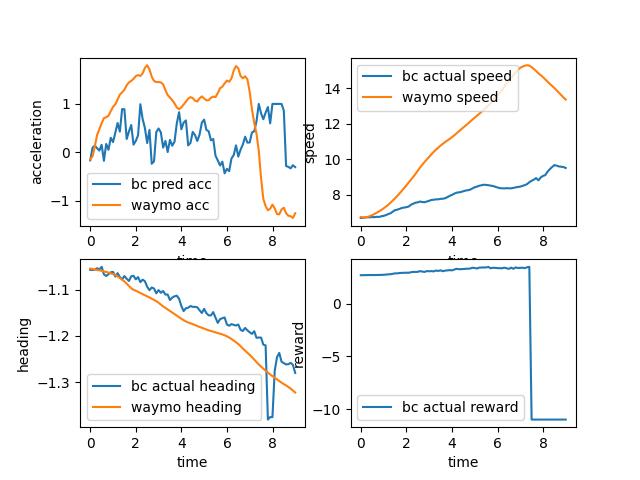 acceleration
1
0
−1
bc pred acc
waymo acc
0 2 4 6 8
time
speed
14
12
10
8
bc actual speed
waymo speed
0 2 4 6 8
time
heading
−1.1
−1.2
−1.3
bc actual heading
waymo heading
0 2 4 6 8
time
reward
0
−5
−10
bc actual reward
0 2 4 6 8
time